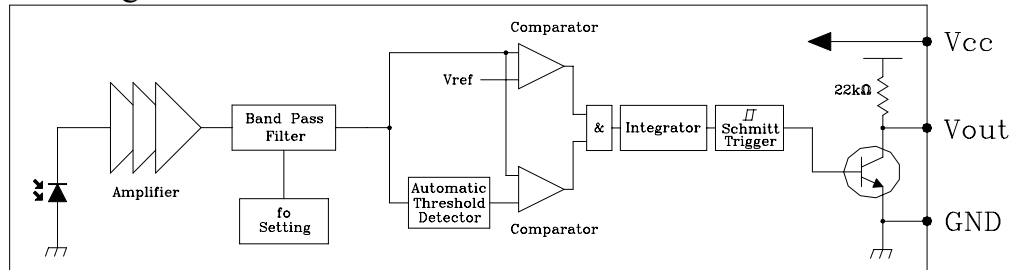 Comparator
Vcc
Vref
22kΩ
Band Pass
Filter
&
Integrator
Schmitt
Trigger
Vout
Amplifier
Automatic
Threshold
Detector
fo
Setting
Comparator
GND